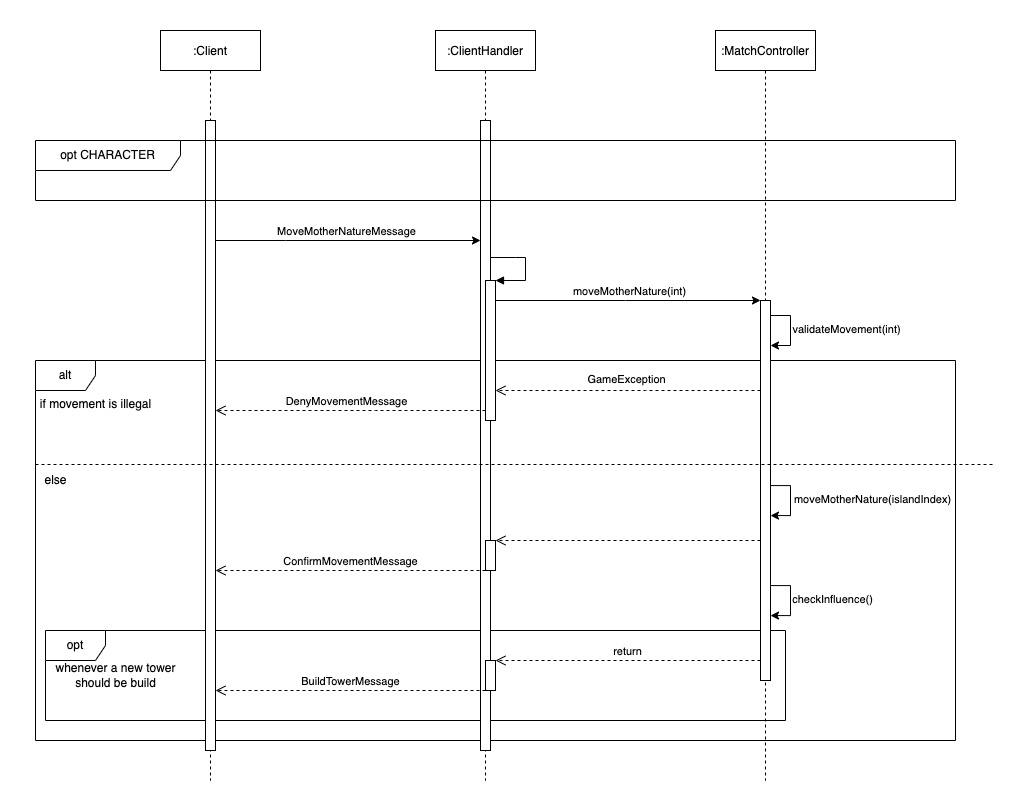 :Client
:ClientHandler
:MatchController
opt CHARACTER
MoveMotherNatureMessage
moveMotherNature(int)
validateMovement(int)
alt
GameException
if movement is illegal
DenyMovementMessage
else
moveMotherNature(islandIndex)
ConfirmMovementMessage
checkInfluence()
opt
return
whenever a new tower
should be build
BuildTowerMessage